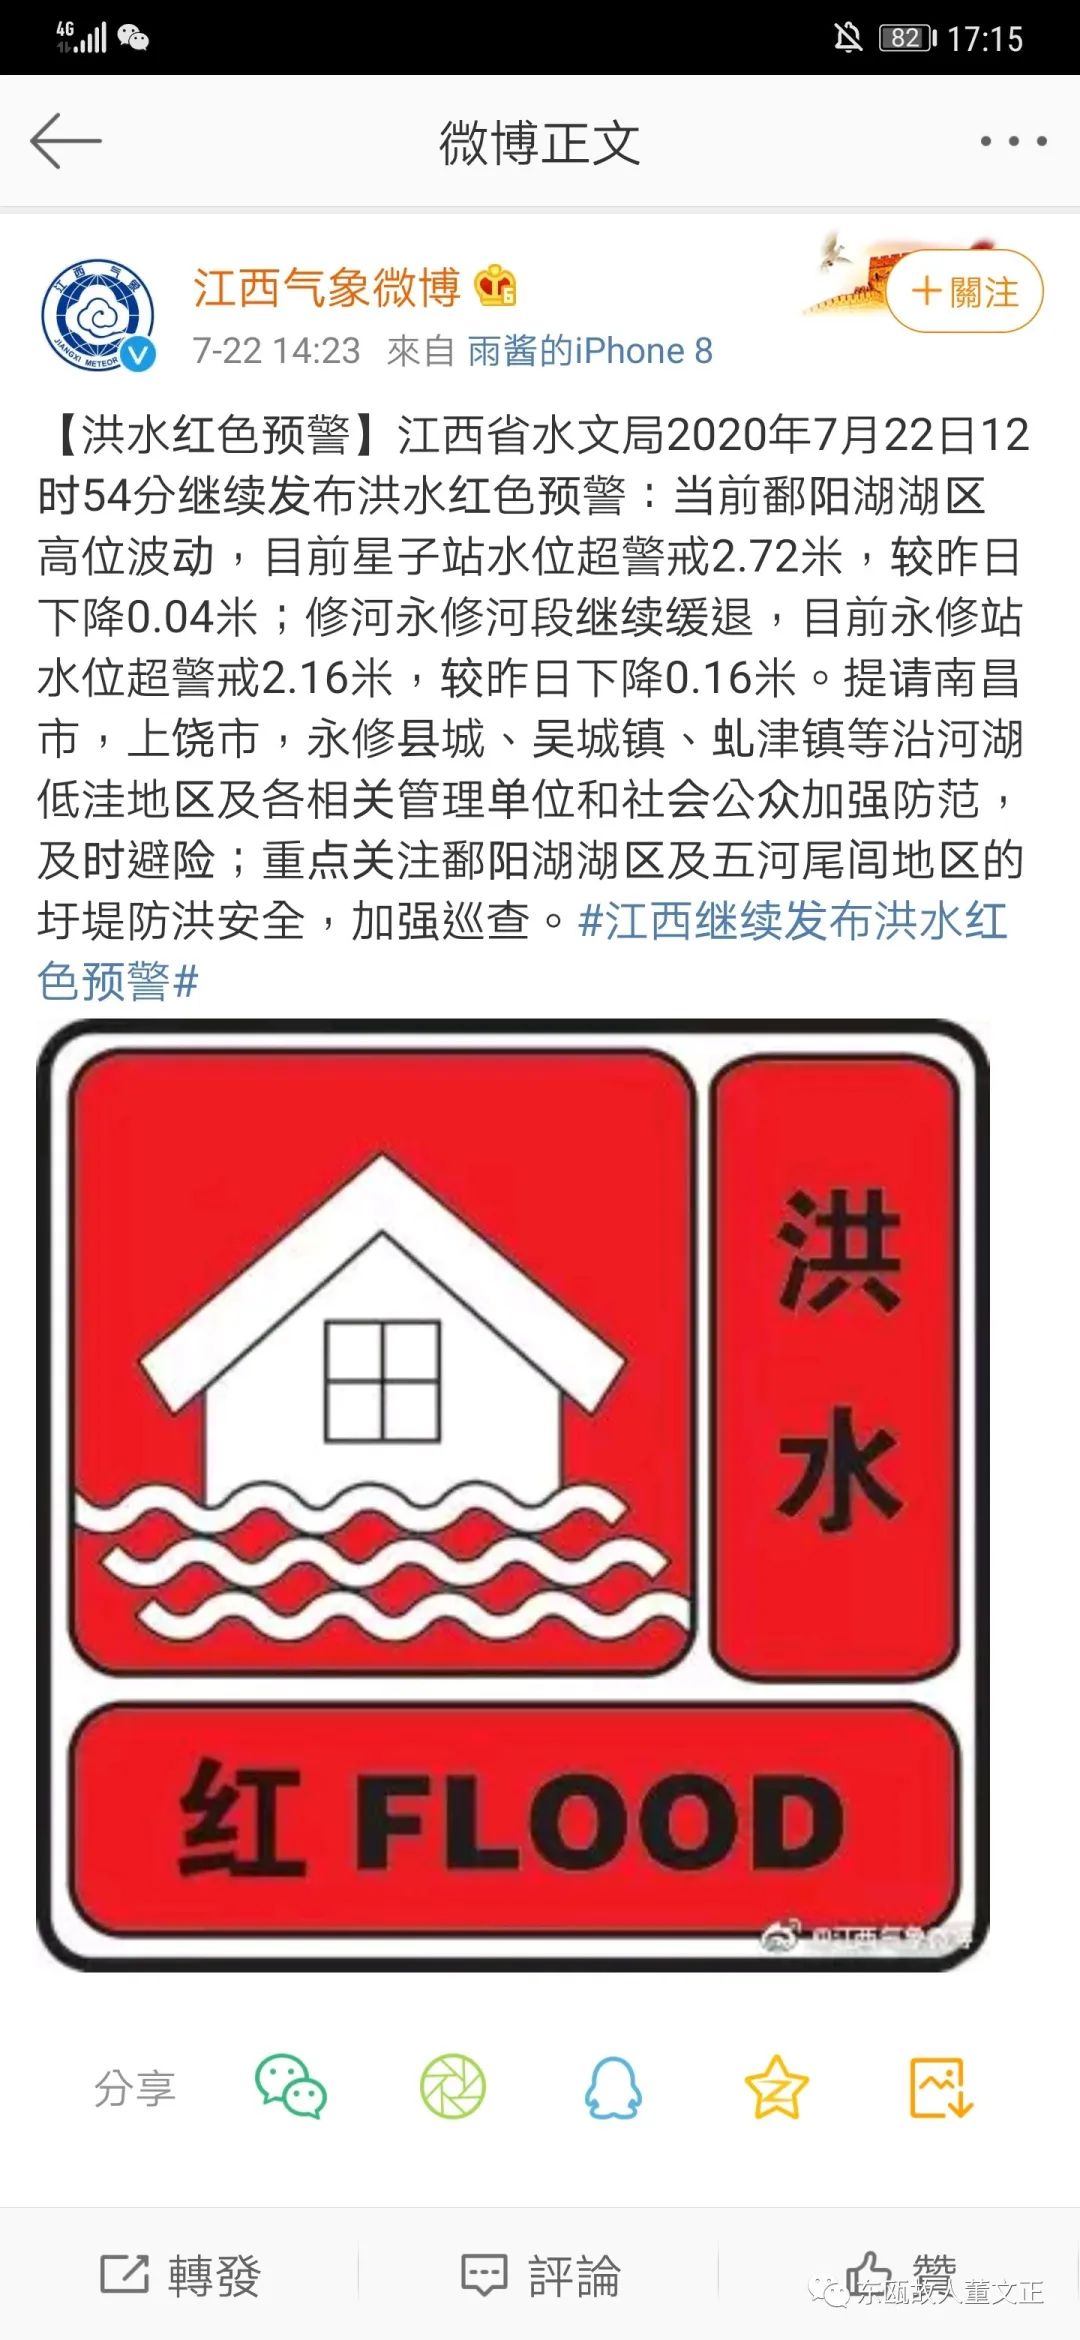 4G
82
17:15
微博正文
江西气象微博
6
+關注
江西气象
JIANGXI METEOR
7-22 14:23 來自 雨酱的iPhone 8
【洪水红色预警】江西省水文局2020年7月22日12
时54分继续发布洪水红色预警：当前鄱阳湖湖区
高位波动，目前星子站水位超警戒2.72米，较昨日
下降0.04米；修河永修河段继续缓退，目前永修站
水位超警戒2.16米，较昨日下降0.16米。提请南昌
市，上饶市，永修县城、吴城镇、虬津镇等沿河湖
低洼地区及各相关管理单位和社会公众加强防范，
及时避险；重点关注鄱阳湖湖区及五河尾闾地区的
圩堤防洪安全，加强巡查。#江西继续发布洪水红
色预警#
洪
水
红 FLOOD
@江西气象微博
分享
轉發
評論
贊
东瓯故人董文正